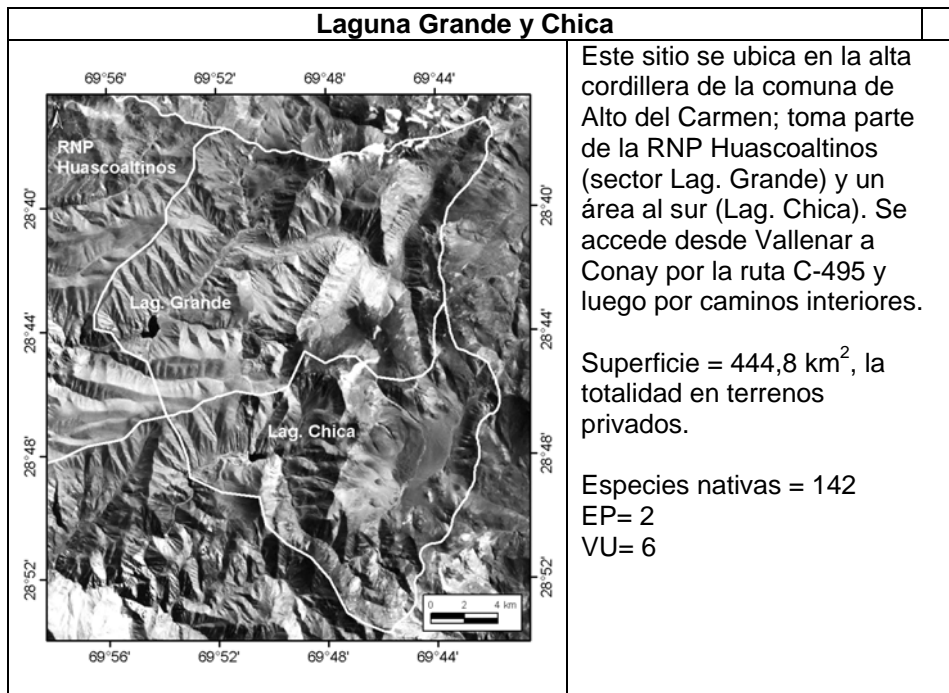 Laguna Grande y Chica
69°56' 69°52' 69°48' 69°44'
RNP
Huascoaltinos
28°40' 28°40'
Lag. Grande
28°44' 28°44'
Lag. Chica
28°48' 28°48'
28°52' 28°52'
0 2 4 km
69°56' 69°52' 69°48' 69°44'
Este sitio se ubica en la alta
cordillera de la comuna de
Alto del Carmen; toma parte
de la RNP Huascoaltinos
(sector Lag. Grande) y un
área al sur (Lag. Chica). Se
accede desde Vallenar a
Conay por la ruta C-495 y
luego por caminos interiores.
Superficie = 444,8 km², la
totalidad en terrenos
privados.
Especies nativas = 142
EP= 2
VU= 6